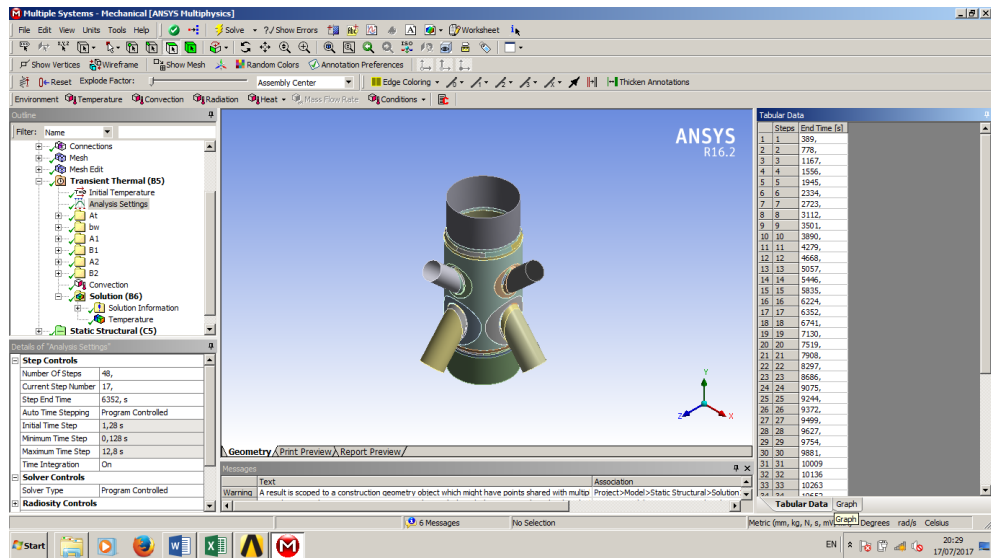 Multiple Systems - Mechanical [ANSYS Multiphysics]
File Edit View Units Tools Help Solve ?/ Show Errors Worksheet
Show Vertices Wireframe Show Mesh Random Colors Annotation Preferences
Reset Explode Factor: Assembly Center Edge Coloring Thicken Annotations
Environment Temperature Convection Radiation Heat Mass Flow Rate Conditions
Outline
Filter: Name
Connections
Mesh
Mesh Edit
Transient Thermal (B5)
Initial Temperature
Analysis Settings
At
bw
A1
B1
A2
B2
Convection
Solution (B6)
Solution Information
Temperature
Static Structural (C5)
Details of "Analysis Settings"
Step Controls
Number Of Steps 48,
Current Step Number 17,
Step End Time 6352, s
Auto Time Stepping Program Controlled
Initial Time Step 1,28 s
Minimum Time Step 0,128 s
Maximum Time Step 12,8 s
Time Integration On
Solver Controls
Solver Type Program Controlled
Radiosity Controls
ANSYS
R16.2
Y
Z X
Geometry Print Preview Report Preview
Messages
Text Association
Warning A result is scoped to a construction geometry object which might have points shared with multip Project>Model>Static Structural>Solution
Tabular Data
Steps End Time [s]
1 1 389,
2 2 778,
3 3 1167,
4 4 1556,
5 5 1945,
6 6 2334,
7 7 2723,
8 8 3112,
9 9 3501,
10 10 3890,
11 11 4279,
12 12 4668,
13 13 5057,
14 14 5446,
15 15 5835,
16 16 6224,
17 17 6352,
18 18 6741,
19 19 7130,
20 20 7519,
21 21 7908,
22 22 8297,
23 23 8686,
24 24 9075,
25 25 9244,
26 26 9372,
27 27 9499,
28 28 9627,
29 29 9754,
30 30 9881,
31 31 10009
32 32 10136
33 33 10263
Tabular Data Graph
Graph
6 Messages No Selection Metric (mm, kg, N, s, mV Degrees rad/s Celsius
Start EN 20:29
17/07/2017